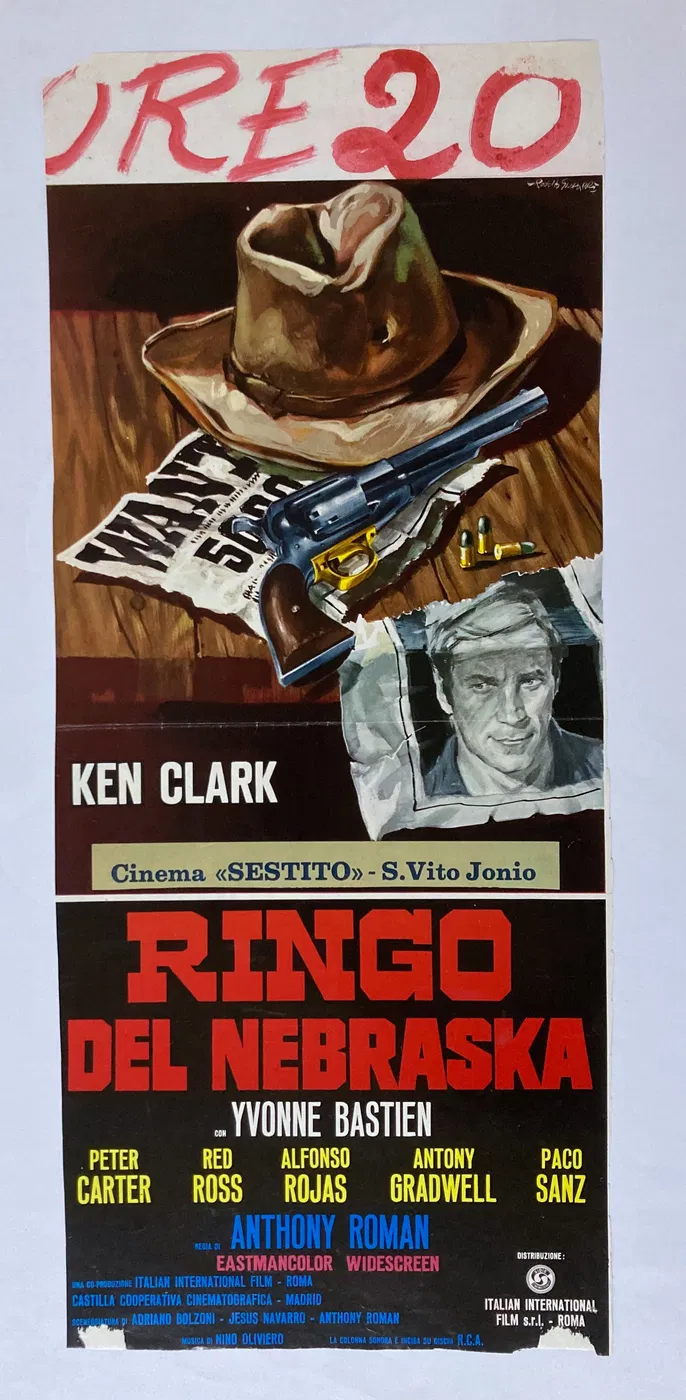 ORE 20
WANT
50
KEN CLARK
Cinema «SESTITO» - S. Vito Jonio
RINGO
DEL NEBRASKA
CON YVONNE BASTIEN
PETER CARTER
RED ROSS
ALFONSO ROJAS
ANTONY GRADWELL
PACO SANZ
REGIA DI ANTHONY ROMAN
EASTMANCOLOR WIDESCREEN
UNA CO-PRODUZIONE ITALIAN INTERNATIONAL FILM - ROMA
CASTILLA COOPERATIVA CINEMATOGRAFICA - MADRID
SCENEGGIATURA DI ADRIANO BOLZONI - JESUS NAVARRO - ANTHONY ROMAN
MUSICA DI NINO OLIVIERO
LA COLONNA SONORA È INCISA SU DISCHI R.C.A.
DISTRIBUZIONE:
ITALIAN INTERNATIONAL
FILM s.r.l. - ROMA